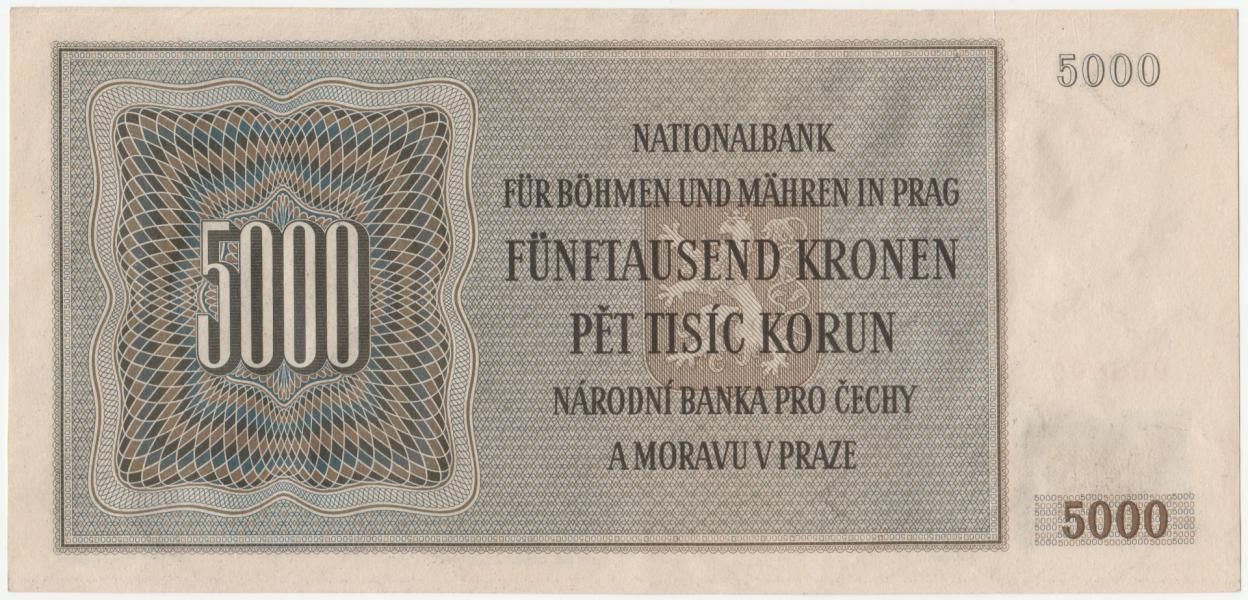 5000
NATIONALBANK
FÜR BÖHMEN UND MÄHREN IN PRAG
FÜNFTAUSEND KRONEN
PĚT TISÍC KORUN
NÁRODNÍ BANKA PRO ČECHY
A MORAVU V PRAZE
5000
5000